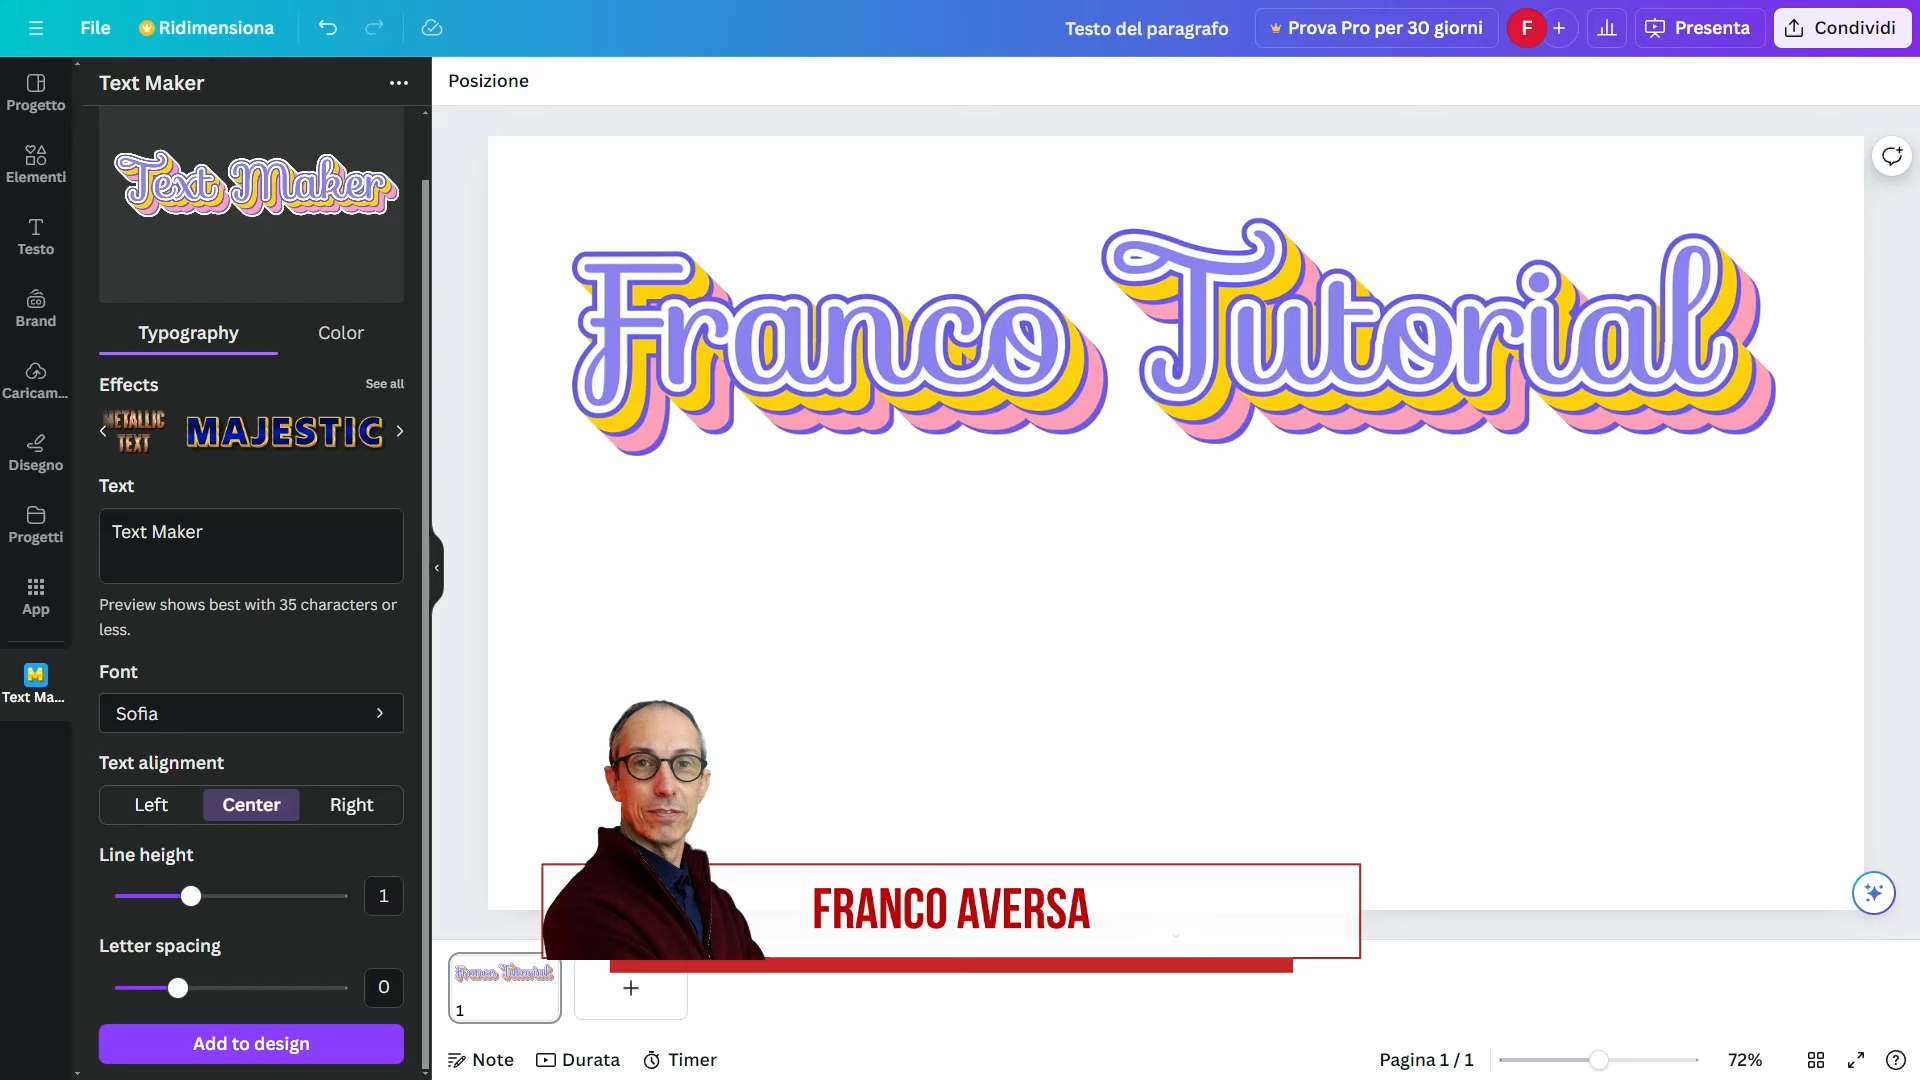 File
Ridimensiona
Testo del paragrafo
Prova Pro per 30 giorni
F
Presenta
Condividi
Progetto
Elementi
Testo
Brand
Caricam...
Disegno
Progetti
App
Text Ma...
Text Maker
Text Maker
Typography
Color
Effects
See all
METALLIC
TEXT
MAJESTIC
Text
Text Maker
Preview shows best with 35 characters or
less.
Font
Sofia
Text alignment
Left
Center
Right
Line height
1
Letter spacing
0
Add to design
Posizione
Franco Tutorial
FRANCO AVERSA
Franco Tutorial
1
Note
Durata
Timer
Pagina 1 / 1
72%